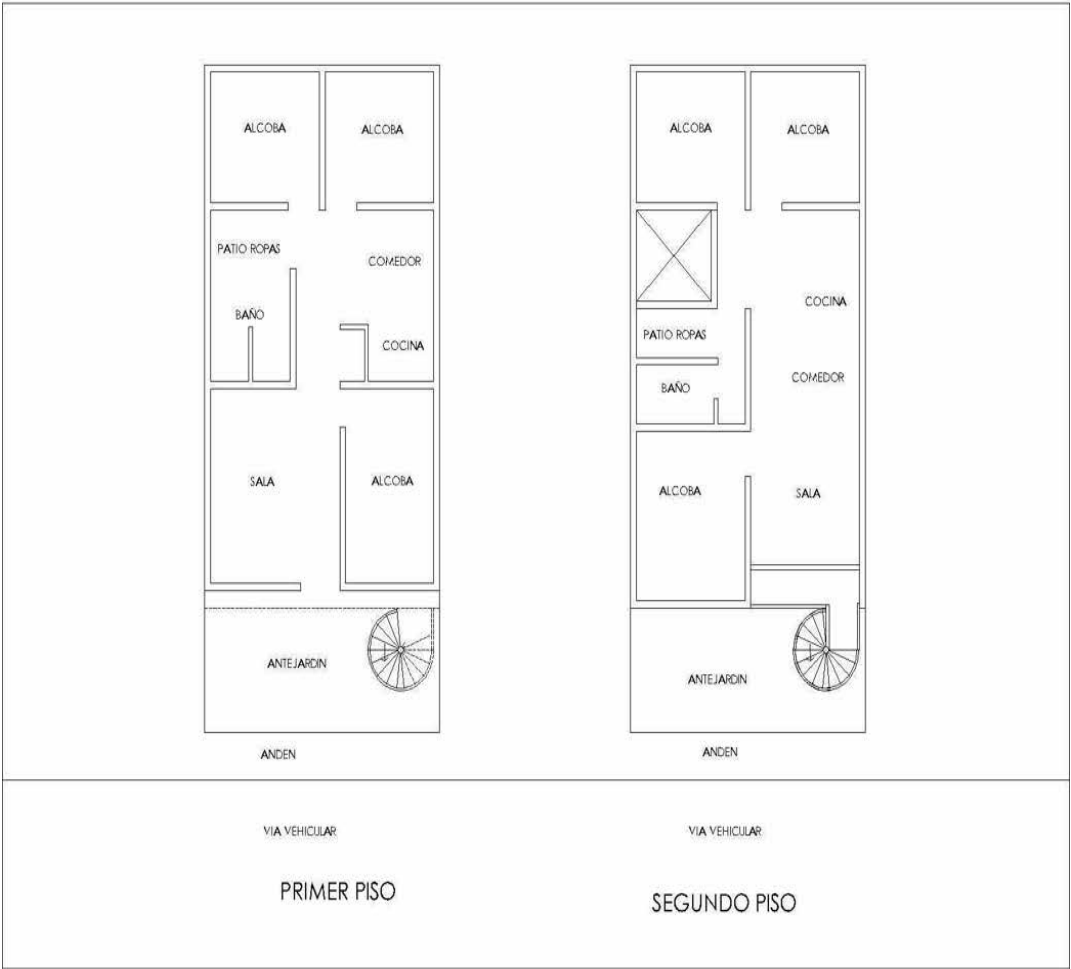 ALCOBA
ALCOBA
PATIO ROPAS
COMEDOR
BAÑO
COCINA
SALA
ALCOBA
ANTEJARDIN
ANDEN
VIA VEHICULAR
PRIMER PISO
ALCOBA
ALCOBA
COCINA
PATIO ROPAS
COMEDOR
BAÑO
ALCOBA
SALA
ANTEJARDIN
ANDEN
VIA VEHICULAR
SEGUNDO PISO